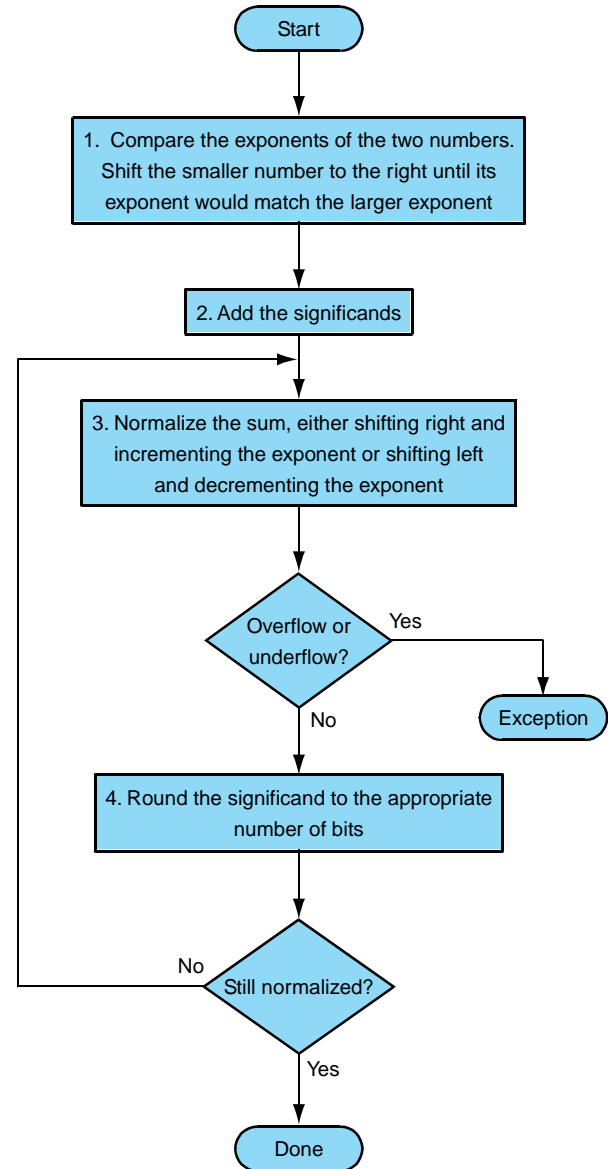 Start
1. Compare the exponents of the two numbers.
Shift the smaller number to the right until its
exponent would match the larger exponent
2. Add the significands
3. Normalize the sum, either shifting right and
incrementing the exponent or shifting left
and decrementing the exponent
Overflow or
underflow?
Yes
No
Exception
4. Round the significand to the appropriate
number of bits
No
Still normalized?
Yes
Done